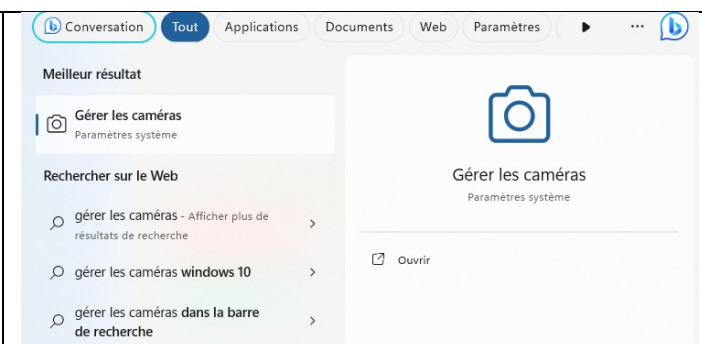 Conversation Tout Applications Documents Web Paramètres ...
Meilleur résultat
Gérer les caméras
Paramètres système
Rechercher sur le Web
gérer les caméras - Afficher plus de
résultats de recherche
gérer les caméras windows 10
gérer les caméras dans la barre
de recherche
Gérer les caméras
Paramètres système
Ouvrir